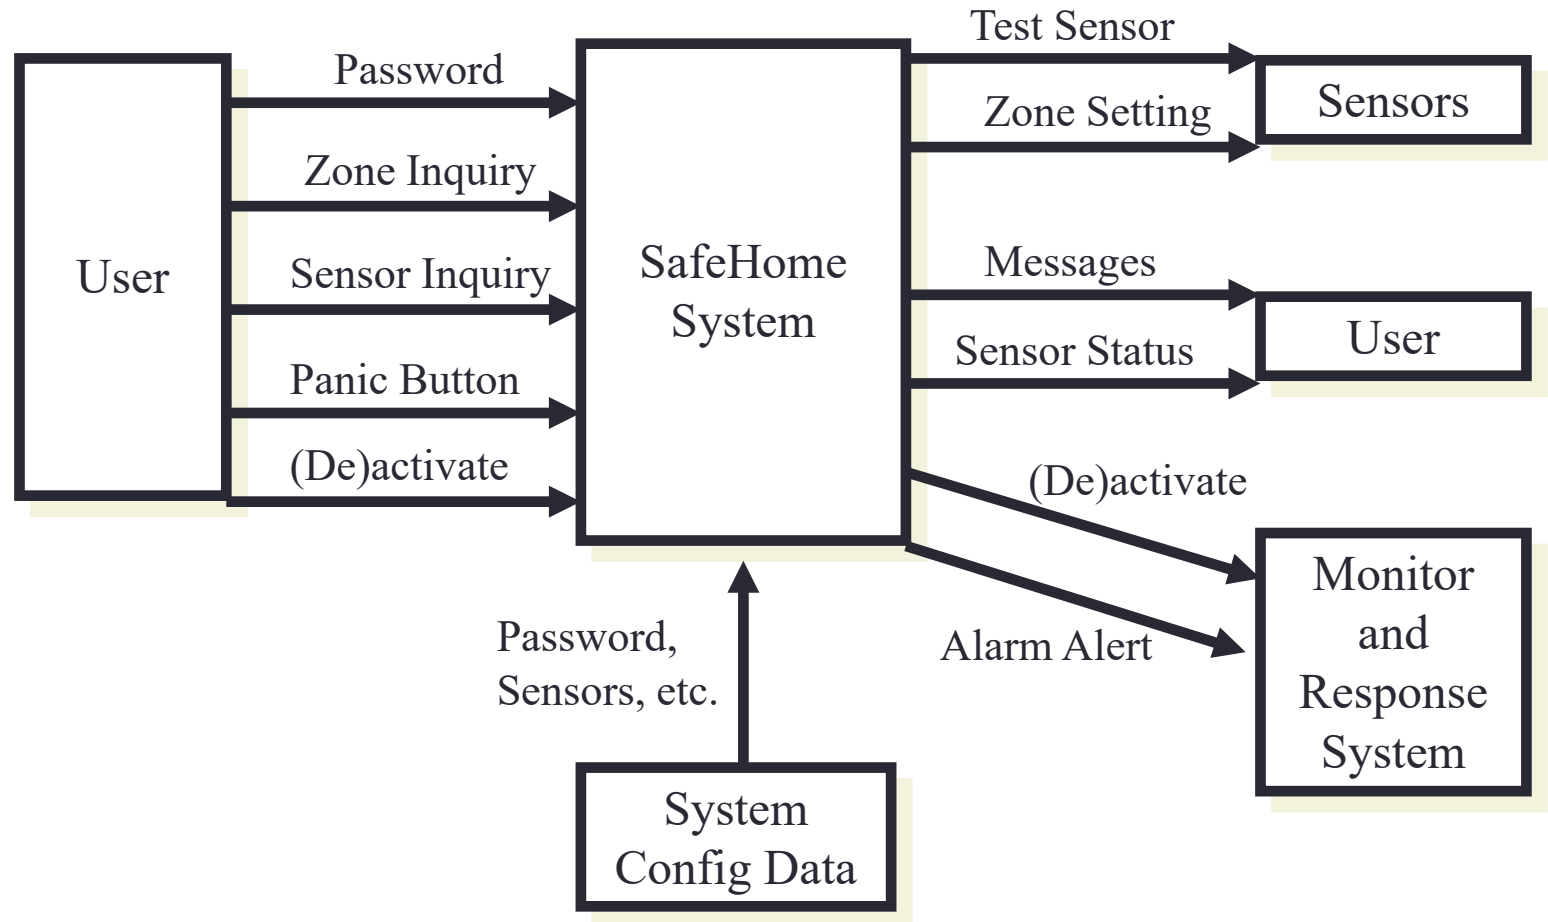 User
Password
Zone Inquiry
Sensor Inquiry
Panic Button
(De)activate
SafeHome
System
Test Sensor
Zone Setting
Sensors
Messages
Sensor Status
User
(De)activate
Alarm Alert
Monitor
and
Response
System
Password,
Sensors, etc.
System
Config Data